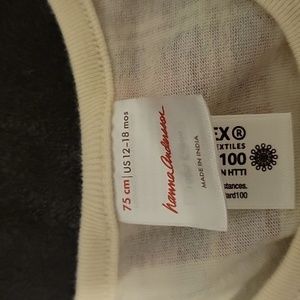 75 cm | US 12-18 mos
hanna andersson
MADE IN INDIA
EX®
EXTILES
100
N HTTI
stances.
ard100